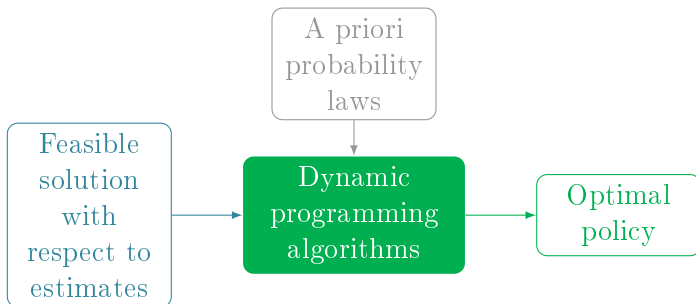 A priori
probability
laws
Feasible
solution
with
respect to
estimates
Dynamic
programming
algorithms
Optimal
policy